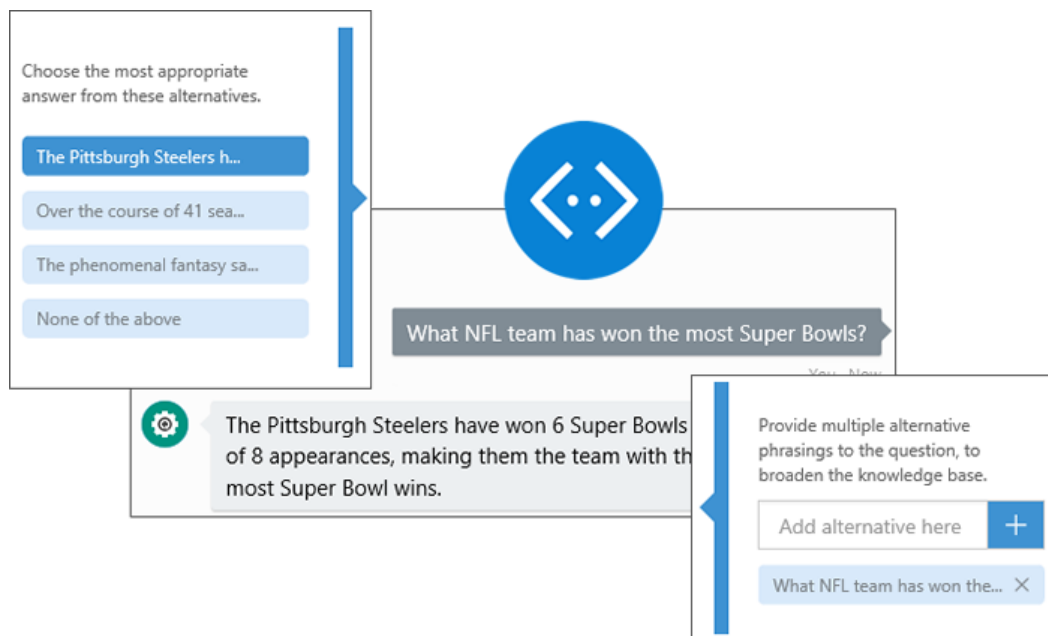 Choose the most appropriate
answer from these alternatives.
The Pittsburgh Steelers h...
Over the course of 41 sea...
The phenomenal fantasy sa...
None of the above
What NFL team has won the most Super Bowls?
The Pittsburgh Steelers have won 6 Super Bowls
of 8 appearances, making them the team with
most Super Bowl wins.
Provide multiple alternative
phrasings to the question, to
broaden the knowledge base.
Add alternative here
What NFL team has won the...